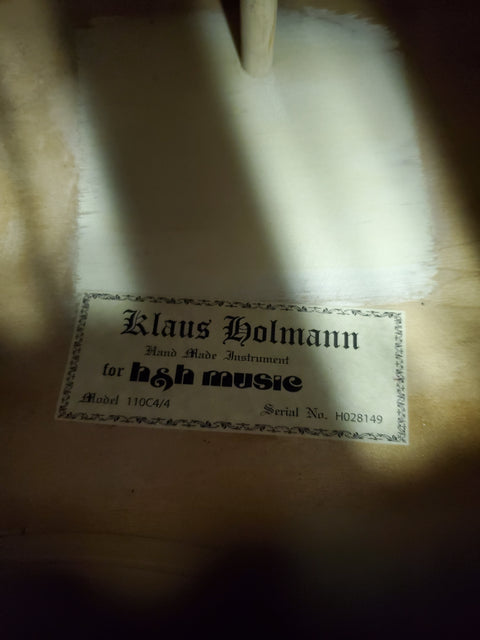 Klaus Holmann
Hand Made Instrument
for h&h music
Model 110C4/4
Serial No. H028149